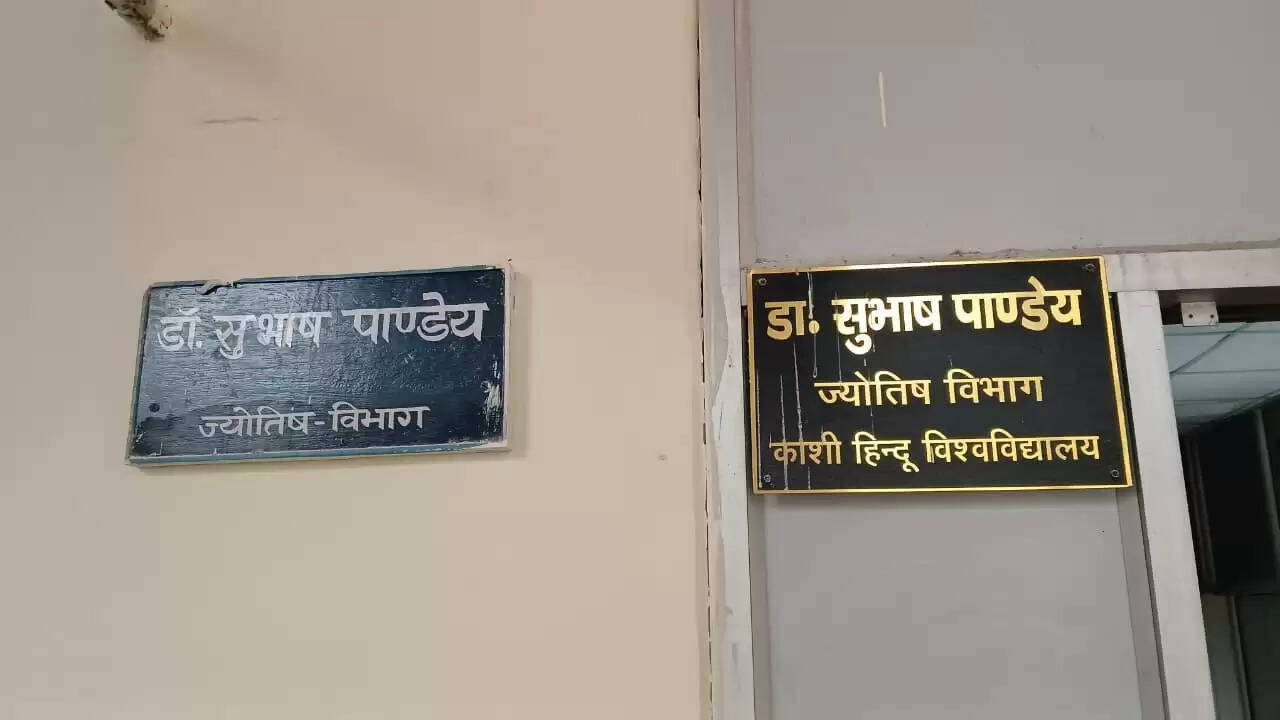 डॉ. सुभाष पाण्डेय
ज्योतिष-विभाग
डा. सुभाष पाण्डेय
ज्योतिष विभाग
काशी हिन्दू विश्वविद्यालय